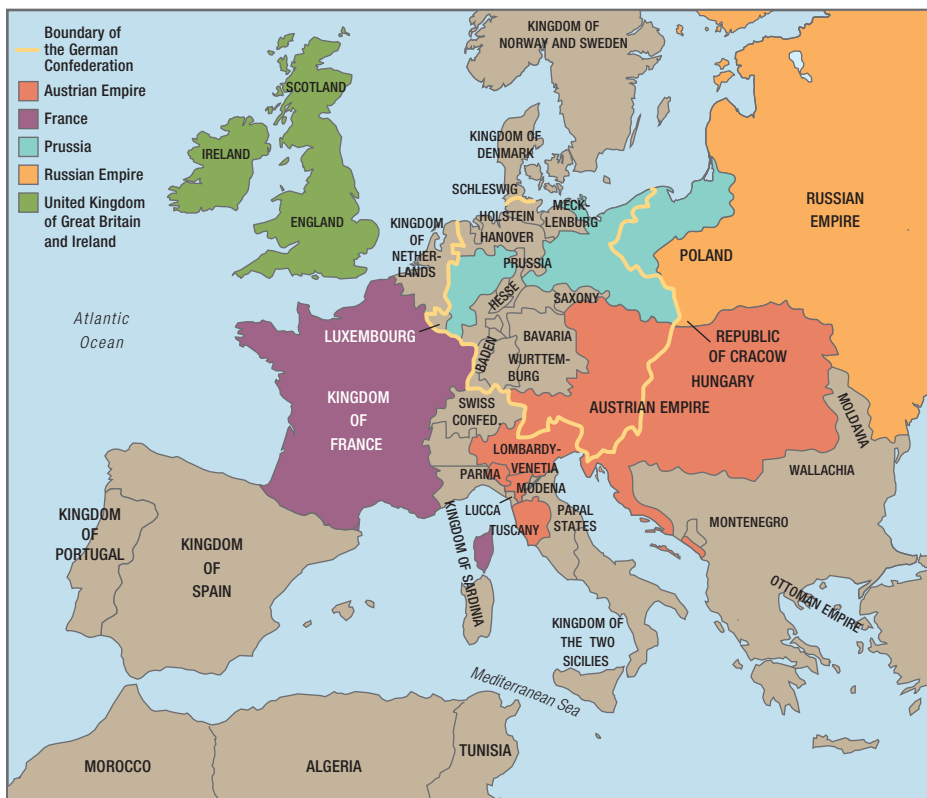 Boundary of
the German
Confederation
Austrian Empire
France
Prussia
Russian Empire
United Kingdom
of Great Britain
and Ireland
KINGDOM OF
NORWAY AND SWEDEN
SCOTLAND
IRELAND
ENGLAND
KINGDOM OF
DENMARK
SCHLESWIG
HOLSTEIN
MECK-
LENBURG
HANOVER
KINGDOM
OF
NETHER-
LANDS
PRUSSIA
HESSE
SAXONY
RUSSIAN
EMPIRE
POLAND
Atlantic
Ocean
LUXEMBOURG
BADEN
BAVARIA
WURTTEM-
BURG
REPUBLIC
OF CRACOW
HUNGARY
AUSTRIAN EMPIRE
KINGDOM
OF
FRANCE
SWISS
CONFED.
MOLDAVIA
LOMBARDY-
VENETIA
PARMA
MODENA
LUCCA
TUSCANY
PAPAL
STATES
WALLACHIA
MONTENEGRO
KINGDOM
OF
PORTUGAL
KINGDOM
OF
SPAIN
KINGDOM OF SARDINIA
OTTOMAN EMPIRE
KINGDOM OF
THE TWO
SICILIES
Mediterranean Sea
MOROCCO
ALGERIA
TUNISIA